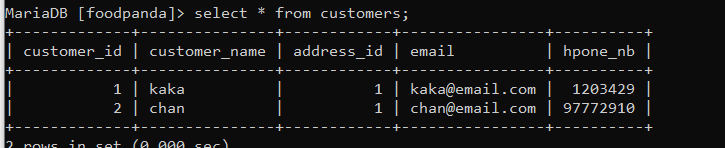 MariaDB [foodpanda]> select * from customers;
+-------------+---------------+------------+----------------+----------+
| customer_id | customer_name | address_id | email          | hpone_nb |
+-------------+---------------+------------+----------------+----------+
|           1 | kaka          |          1 | kaka@email.com |  1203429 |
|           2 | chan          |          1 | chan@email.com | 97772910 |
+-------------+---------------+------------+----------------+----------+
2 rows in set (0.000 sec)